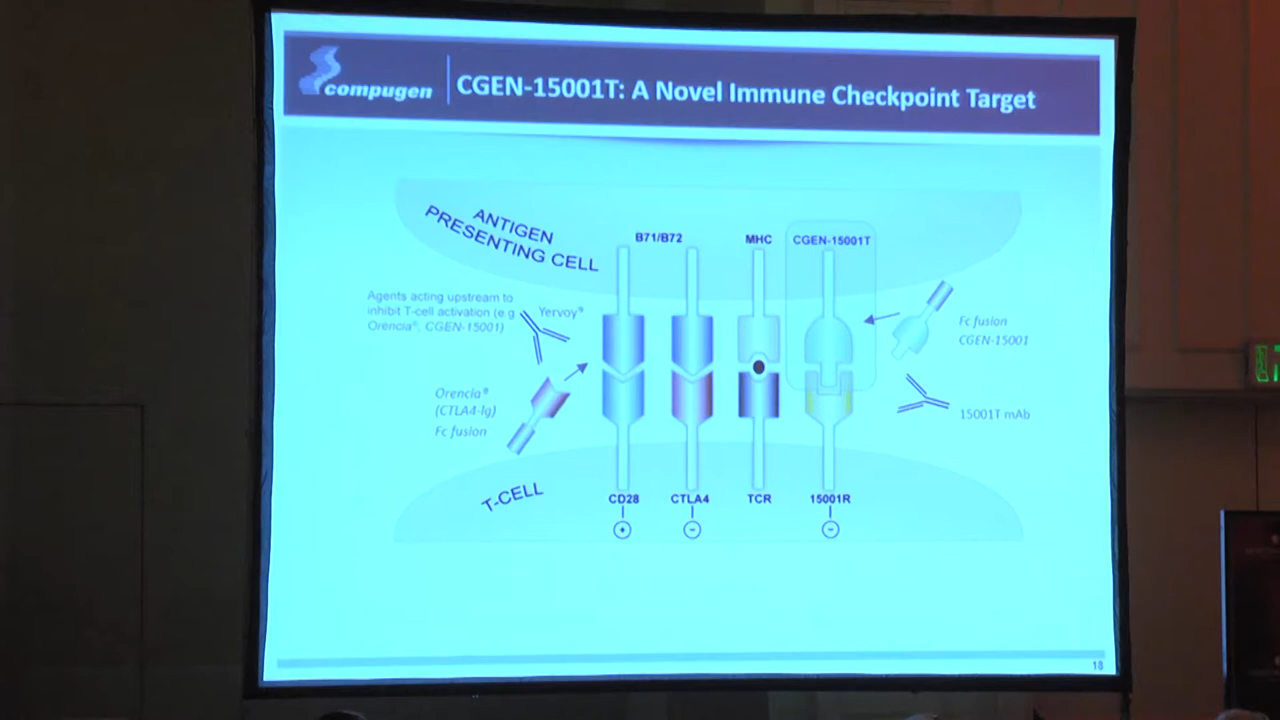 compugen
CGEN-15001T: A Novel Immune Checkpoint Target
ANTIGEN
PRESENTING CELL
B71/B72
MHC
CGEN-15001T
Agents acting upstream to
inhibit T-cell activation (e.g
Orencia®, CGEN-15001)
Yervoy®
Fc fusion
CGEN-15001
Orencia®
(CTLA4-Ig)
Fc fusion
15001T mAb
T-CELL
CD28
CTLA4
TCR
15001R
+
-
-
18